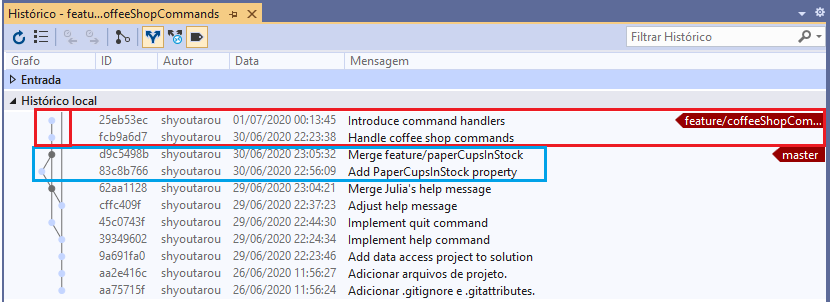 Histórico - featu...offeeShopCommands
Filtrar Histórico
Grafo ID Autor Data Mensagem
Entrada
Histórico local
25eb53ec shyoutarou 01/07/2020 00:13:45 Introduce command handlers feature/coffeeShopCom...
fcb9a6d7 shyoutarou 30/06/2020 22:23:38 Handle coffee shop commands
d9c5498b shyoutarou 30/06/2020 23:05:32 Merge feature/paperCupsInStock master
83c8b766 shyoutarou 30/06/2020 22:56:09 Add PaperCupsInStock property
62aa1128 shyoutarou 29/06/2020 23:04:21 Merge Julia's help message
cffc409f shyoutarou 29/06/2020 22:37:23 Adjust help message
45c0743f shyoutarou 29/06/2020 22:44:30 Implement quit command
39349602 shyoutarou 29/06/2020 22:24:34 Implement help command
9a691fa0 shyoutarou 29/06/2020 22:23:46 Add data access project to solution
aa2e416c shyoutarou 26/06/2020 11:56:27 Adicionar arquivos de projeto.
aa75715f shyoutarou 26/06/2020 11:56:24 Adicionar .gitignore e .gitattributes.